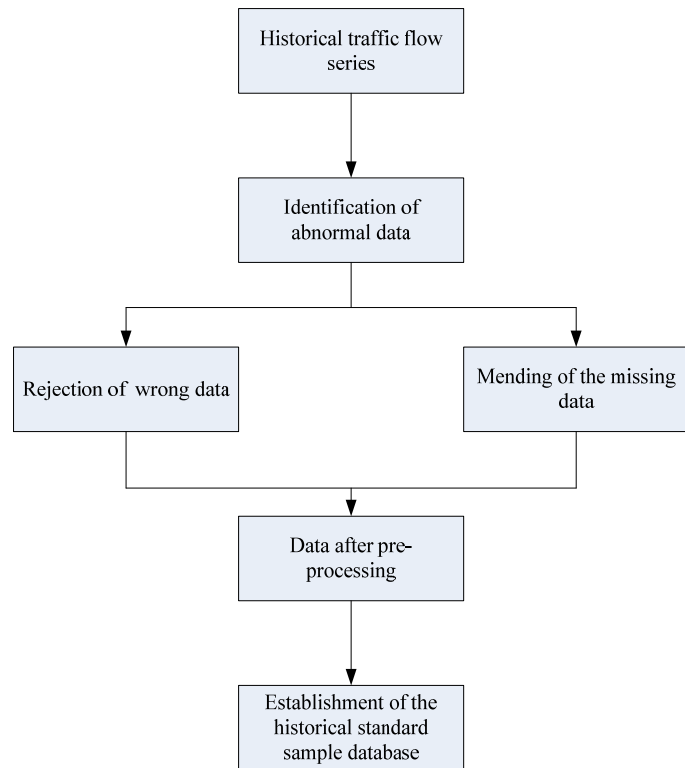 Historical traffic flow
series
Identification of
abnormal data
Rejection of wrong data
Mending of the missing
data
Data after pre-
processing
Establishment of the
historical standard
sample database